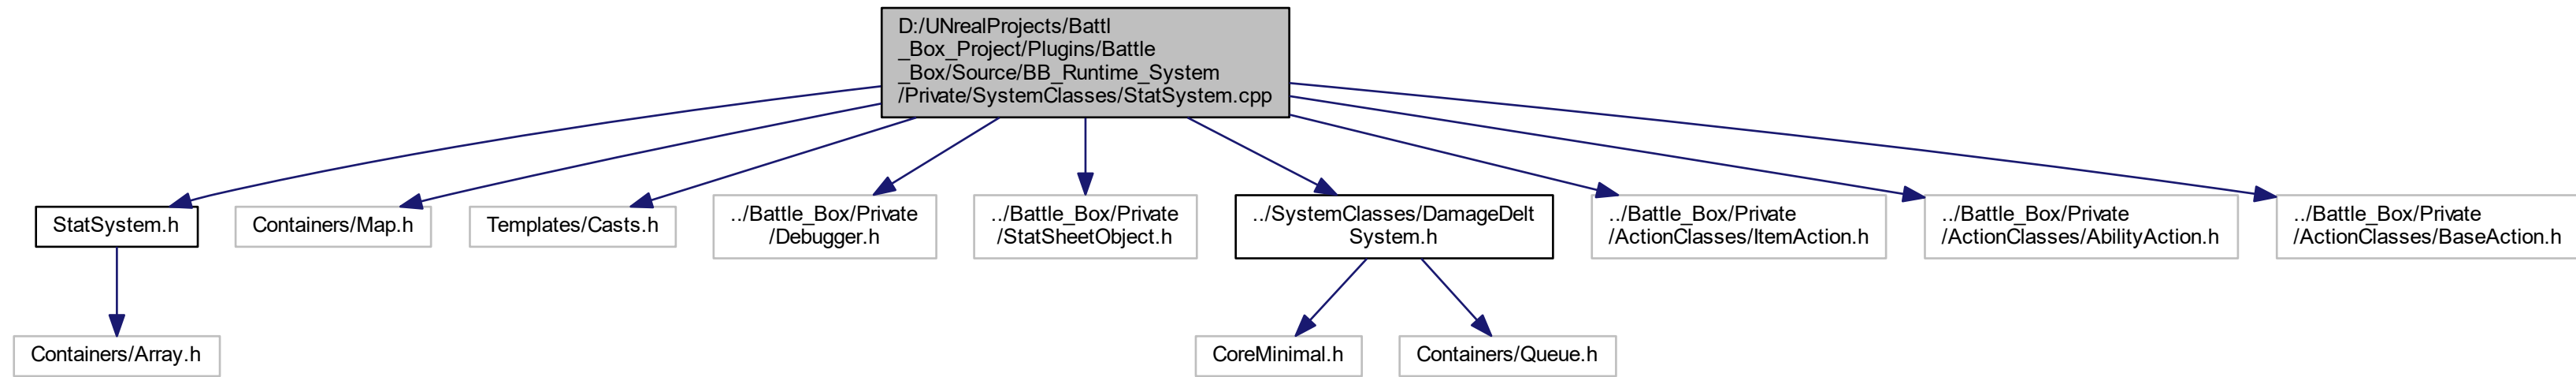 D:/UNrealProjects/Battl
_Box_Project/Plugins/Battle
_Box/Source/BB_Runtime_System
/Private/SystemClasses/StatSystem.cpp
StatSystem.h
Containers/Map.h
Templates/Casts.h
../Battle_Box/Private
/Debugger.h
../Battle_Box/Private
/StatSheetObject.h
../SystemClasses/DamageDelt
System.h
../Battle_Box/Private
/ActionClasses/ItemAction.h
../Battle_Box/Private
/ActionClasses/AbilityAction.h
../Battle_Box/Private
/ActionClasses/BaseAction.h
Containers/Array.h
CoreMinimal.h
Containers/Queue.h